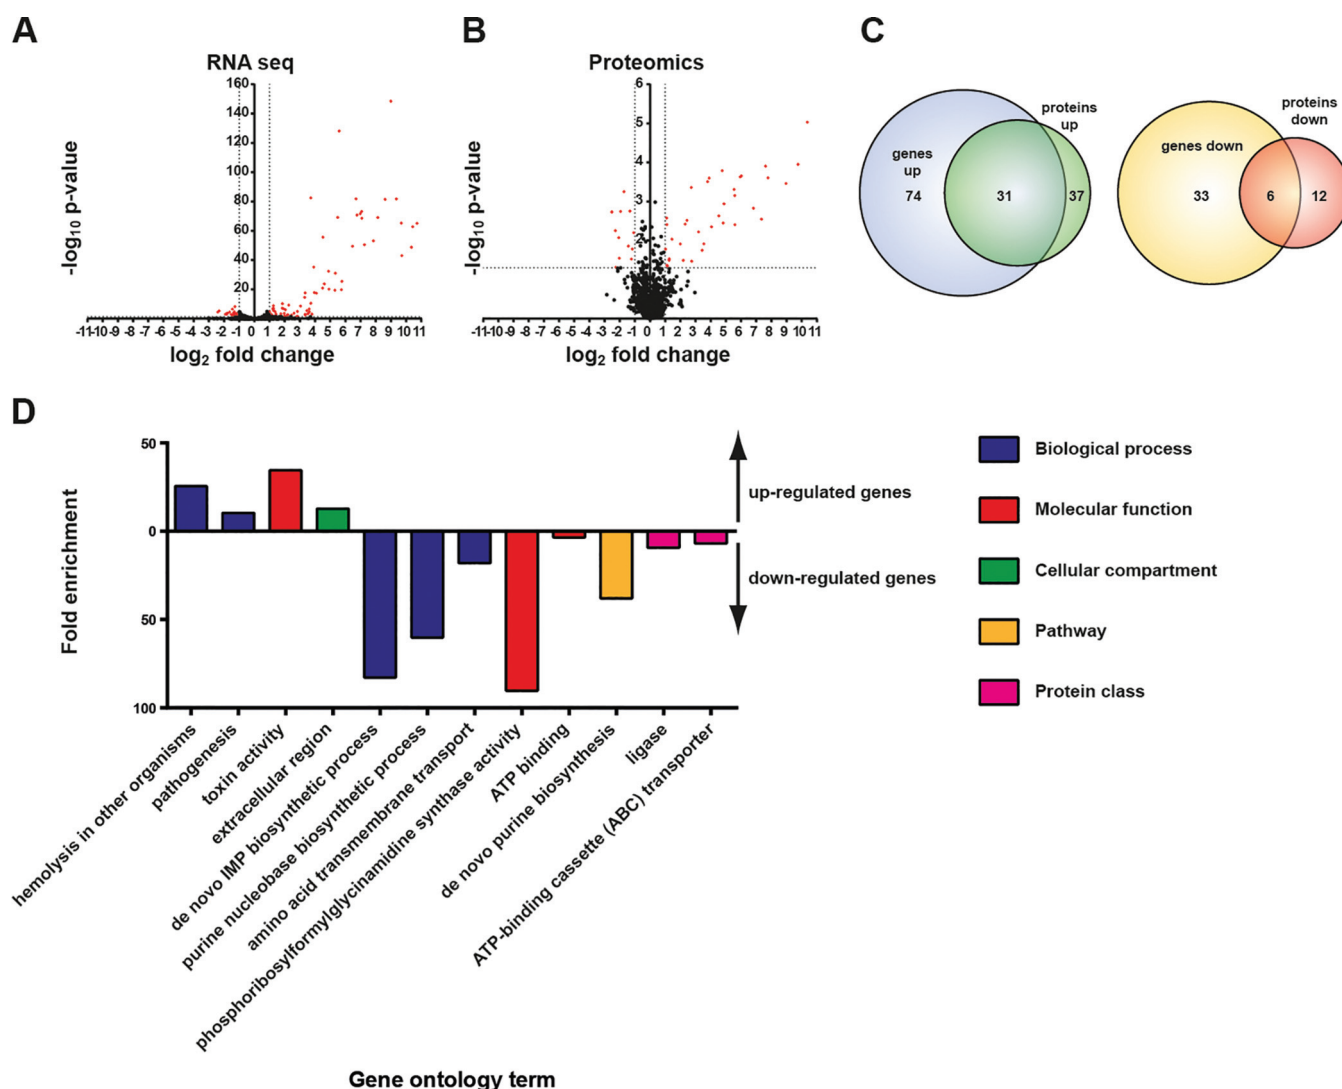 A
RNA seq
-log10 p-value
160
140
120
100
80
60
40
20
-11-10-9 -8 -7 -6 -5 -4 -3 -2 -1 0 1 2 3 4 5 6 7 8 9 10 11
log2 fold change
B
Proteomics
-log10 p-value
6
5
4
3
2
-11-10-9 -8 -7 -6 -5 -4 -3 -2 -1 0 1 2 3 4 5 6 7 8 9 10 11
log2 fold change
C
genes
up
74
31
proteins
up
37
genes down
33
6
proteins
down
12
D
Fold enrichment
50
0
50
100
up-regulated genes
down-regulated genes
Biological process
Molecular function
Cellular compartment
Pathway
Protein class
hemolysis in other organisms
pathogenesis
toxin activity
extracellular region
de novo IMP biosynthetic process
purine nucleobase biosynthetic process
amino acid transmembrane transport
phosphoribosylformylglycinamidine synthase activity
ATP binding
de novo purine biosynthesis
ligase
ATP-binding cassette (ABC) transporter
Gene ontology term